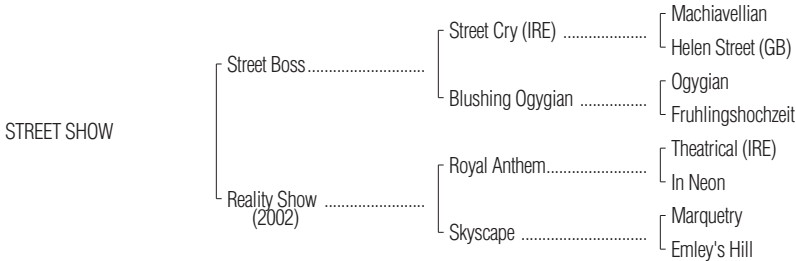 Machiavellian
Street Cry (IRE) .....................
Helen Street (GB)
Street Boss.............................
Ogygian
Blushing Ogygian .................
Fruhlingshochzeit
STREET SHOW
Theatrical (IRE)
Royal Anthem.........................
In Neon
Reality Show .........................
(2002)
Marquetry
Skyscape ...............................
Emley's Hill